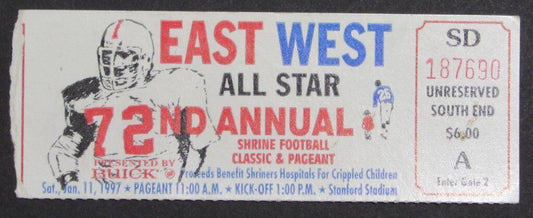 EAST WEST
ALL STAR
72ND ANNUAL
SHRINE FOOTBALL
CLASSIC & PAGEANT
PRESENTED BY
BUICK
Proceeds Benefit Shriners Hospitals For Crippled Children
Sat., Jan. 11, 1997 ★ PAGEANT 11:00 A.M. ★ KICK-OFF 1:00 P.M. ★ Stanford Stadium
SD
187690
UNRESERVED
SOUTH END
$6.00
A
Enter Gate 2